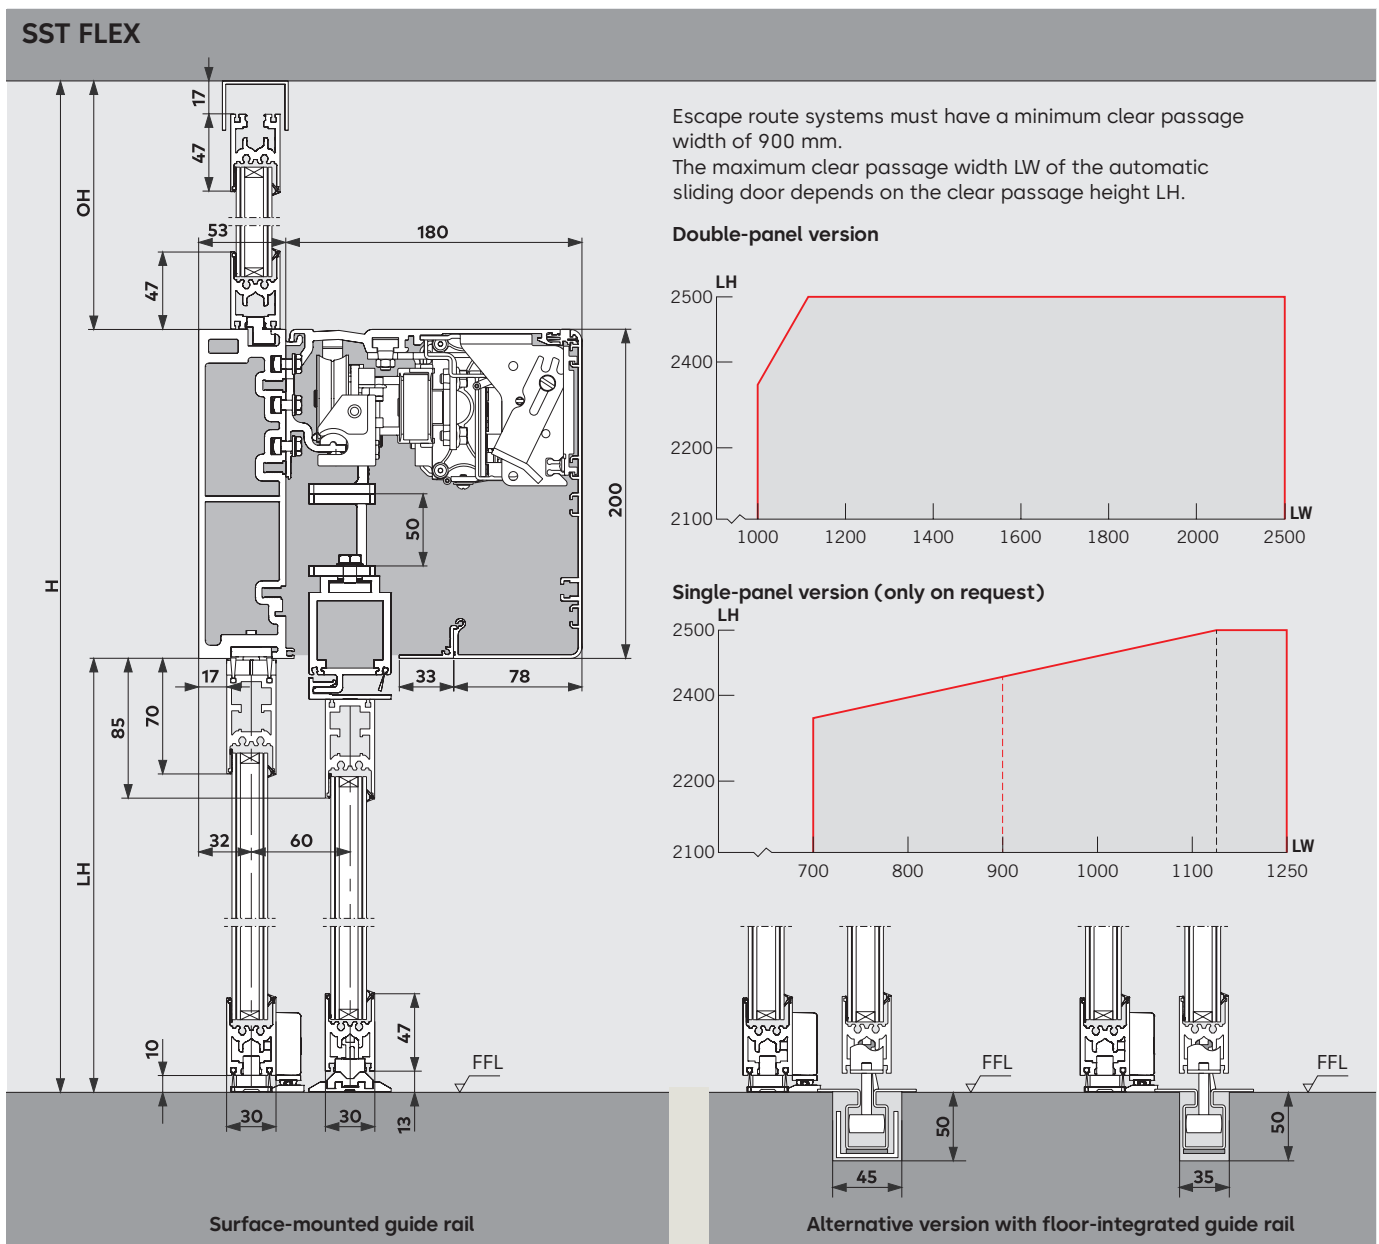 SST FLEX
17
47
OH
53
180
47
H
200
50
17
33
78
85
70
32
60
LH
10
47
FFL
30
30
13
Surface-mounted guide rail
Escape route systems must have a minimum clear passage
width of 900 mm.
The maximum clear passage width LW of the automatic
sliding door depends on the clear passage height LH.
Double-panel version
LH
2500
2400
2200
2100
LW
1000 1200 1400 1600 1800 2000 2500
Single-panel version (only on request)
LH
2500
2400
2200
2100
LW
700 800 900 1000 1100 1250
FFL
FFL
50
50
45
35
Alternative version with floor-integrated guide rail